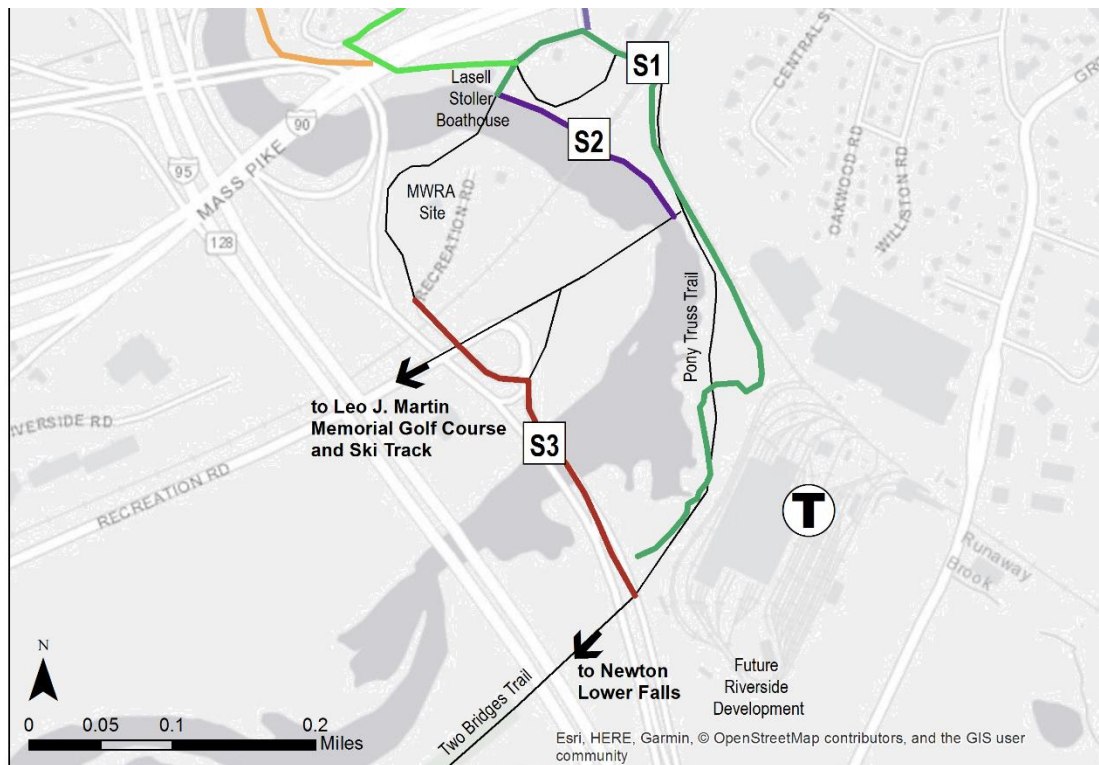 S1
CENTRAL S
GR
Lasell
Stoller
Boathouse
90
S2
95
MASS PIKE
MWRA
Site
OAKWOOD RD
WILLISTON RD
128
RECREATION RD
Pony Truss Trail
to Leo J. Martin
Memorial Golf Course
and Ski Track
VERSIDE RD
S3
RECREATION RD
T
Runaway
Brook
N
to Newton
Lower Falls
Future
Riverside
Development
Two Bridges Trail
0 0.05 0.1 0.2
Miles
Esri, HERE, Garmin, © OpenStreetMap contributors, and the GIS user
community